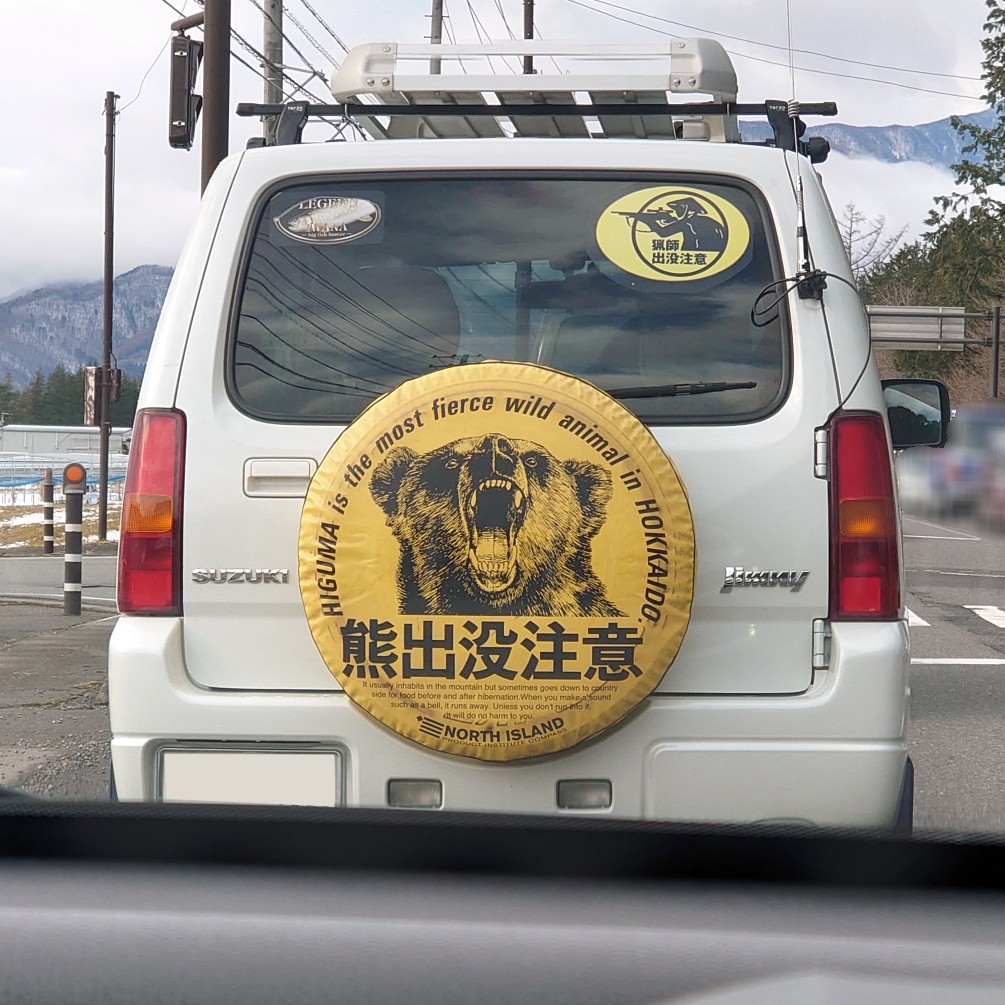 terzo
terzo
LEGEND
猟師
出没注意
SUZUKI
Jimny
HIGUMA is the most fierce wild animal in HOKKAIDO.
熊出没注意
It usually inhabits in the mountain but sometimes goes down to country
side for food before and after hibernation.When you make a sound
such as a bell, it runs away. Unless you don't run into it.
It will do no harm to you.
NORTH ISLAND
PRODUCT INSTITUTE COMPASS